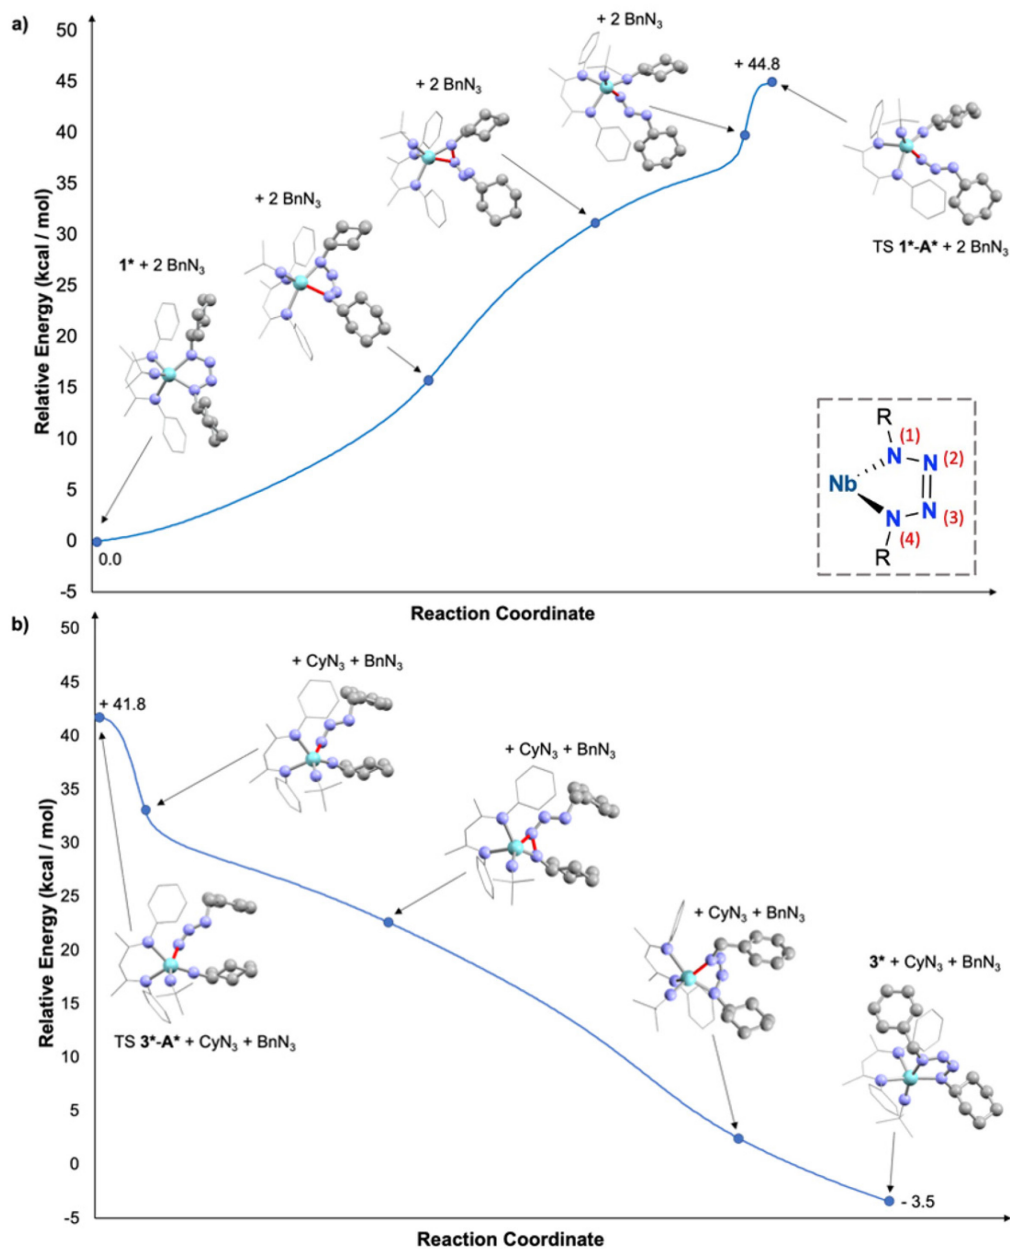 a)
50
45
40
35
30
25
20
15
10
5
0
-5
Relative Energy (kcal / mol)
Reaction Coordinate
1* + 2 BnN3
0.0
+ 2 BnN3
+ 2 BnN3
+ 2 BnN3
+ 44.8
TS 1*-A* + 2 BnN3
R
(1)
N
N
(2)
Nb
N
(3)
N
(4)
R
b)
50
45
40
35
30
25
20
15
10
5
0
-5
Relative Energy (kcal / mol)
Reaction Coordinate
+ 41.8
TS 3*-A* + CyN3 + BnN3
+ CyN3 + BnN3
+ CyN3 + BnN3
+ CyN3 + BnN3
3* + CyN3 + BnN3
- 3.5